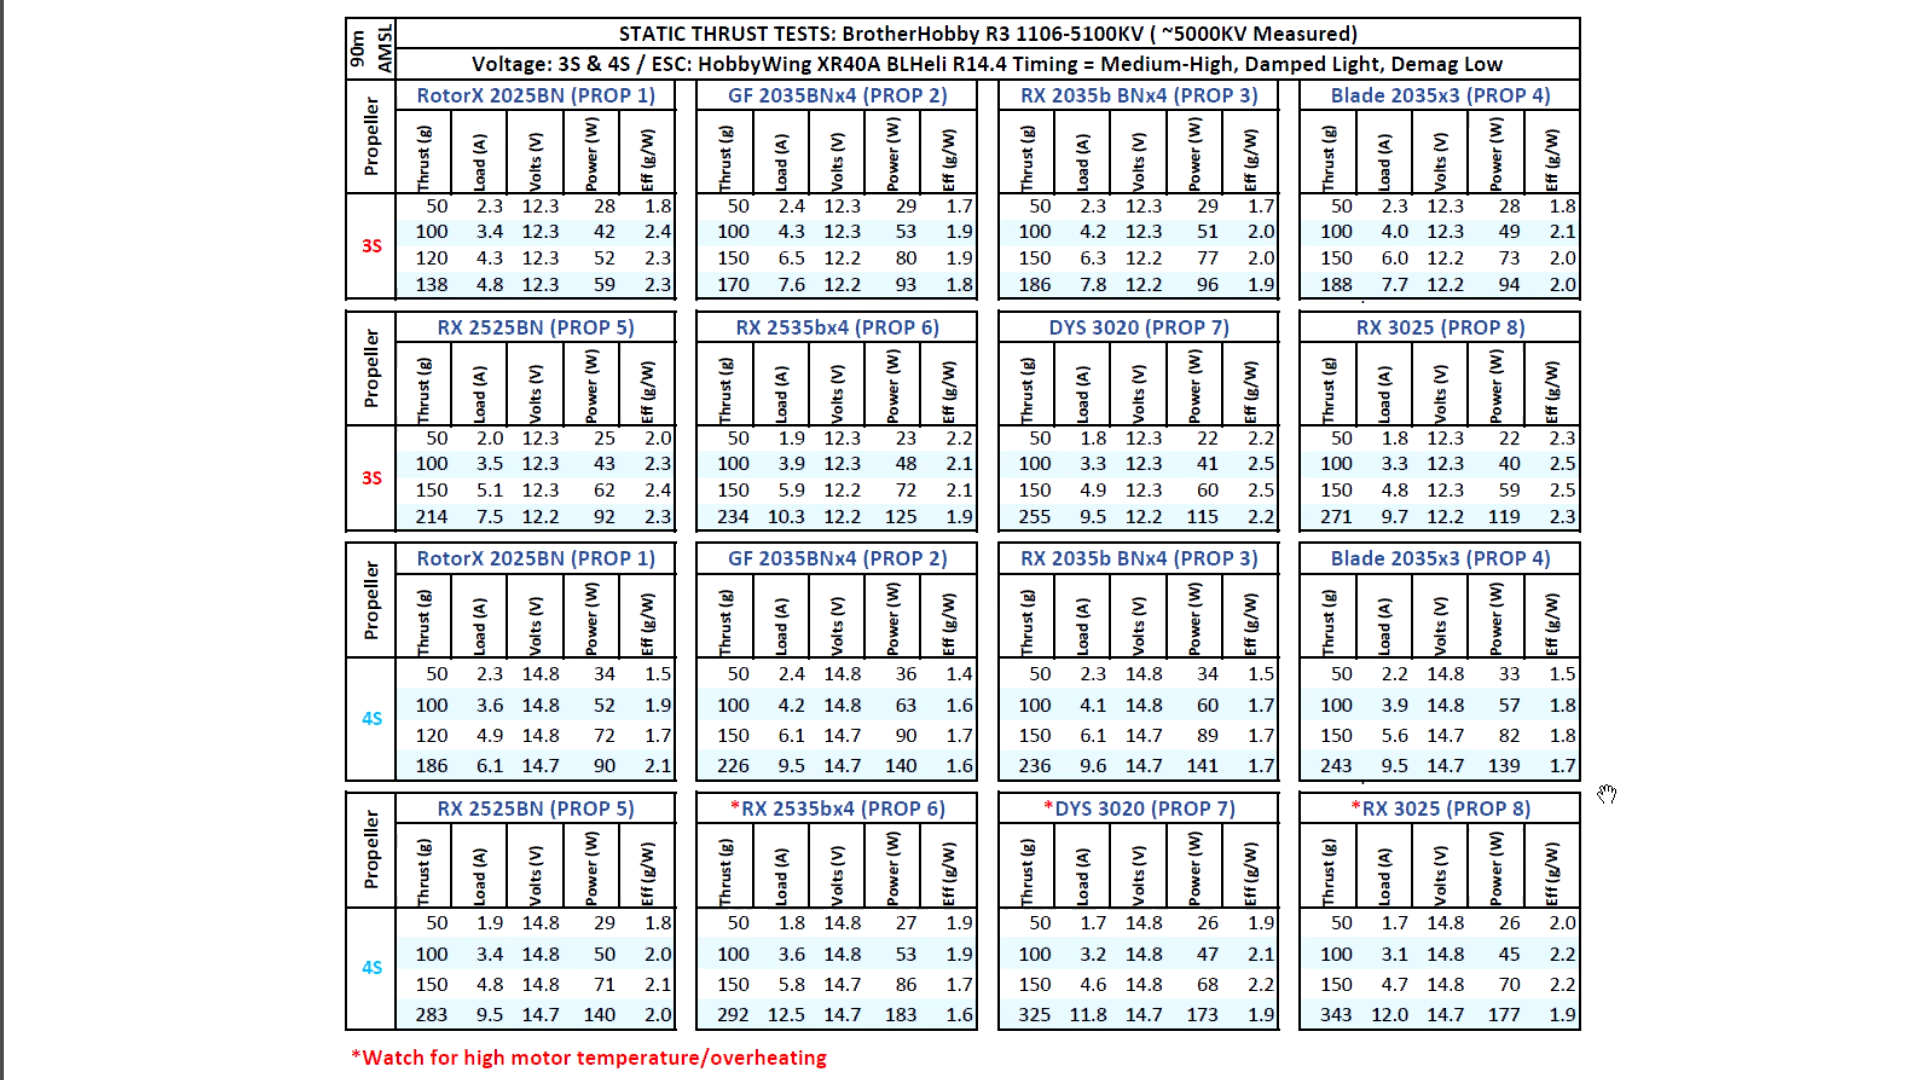 90m AMSL
STATIC THRUST TESTS: BrotherHobby R3 1106-5100KV ( ~5000KV Measured)
Voltage: 3S & 4S / ESC: HobbyWing XR40A BLHeli R14.4 Timing = Medium-High, Damped Light, Demag Low
Propeller
RotorX 2025BN (PROP 1) GF 2035BNx4 (PROP 2) RX 2035b BNx4 (PROP 3) Blade 2035x3 (PROP 4)
Thrust (g) Load (A) Volts (V) Power (W) Eff (g/W) Thrust (g) Load (A) Volts (V) Power (W) Eff (g/W) Thrust (g) Load (A) Volts (V) Power (W) Eff (g/W) Thrust (g) Load (A) Volts (V) Power (W) Eff (g/W)
3S
50 2.3 12.3 28 1.8 50 2.4 12.3 29 1.7 50 2.3 12.3 29 1.7 50 2.3 12.3 28 1.8
100 3.4 12.3 42 2.4 100 4.3 12.3 53 1.9 100 4.2 12.3 51 2.0 100 4.0 12.3 49 2.1
120 4.3 12.3 52 2.3 150 6.5 12.2 80 1.9 150 6.3 12.2 77 2.0 150 6.0 12.2 73 2.0
138 4.8 12.3 59 2.3 170 7.6 12.2 93 1.8 186 7.8 12.2 96 1.9 188 7.7 12.2 94 2.0
Propeller
RX 2525BN (PROP 5) RX 2535bx4 (PROP 6) DYS 3020 (PROP 7) RX 3025 (PROP 8)
Thrust (g) Load (A) Volts (V) Power (W) Eff (g/W) Thrust (g) Load (A) Volts (V) Power (W) Eff (g/W) Thrust (g) Load (A) Volts (V) Power (W) Eff (g/W) Thrust (g) Load (A) Volts (V) Power (W) Eff (g/W)
3S
50 2.0 12.3 25 2.0 50 1.9 12.3 23 2.2 50 1.8 12.3 22 2.2 50 1.8 12.3 22 2.3
100 3.5 12.3 43 2.3 100 3.9 12.3 48 2.1 100 3.3 12.3 41 2.5 100 3.3 12.3 40 2.5
150 5.1 12.3 62 2.4 150 5.9 12.2 72 2.1 150 4.9 12.3 60 2.5 150 4.8 12.3 59 2.5
214 7.5 12.2 92 2.3 234 10.3 12.2 125 1.9 255 9.5 12.2 115 2.2 271 9.7 12.2 119 2.3
Propeller
RotorX 2025BN (PROP 1) GF 2035BNx4 (PROP 2) RX 2035b BNx4 (PROP 3) Blade 2035x3 (PROP 4)
Thrust (g) Load (A) Volts (V) Power (W) Eff (g/W) Thrust (g) Load (A) Volts (V) Power (W) Eff (g/W) Thrust (g) Load (A) Volts (V) Power (W) Eff (g/W) Thrust (g) Load (A) Volts (V) Power (W) Eff (g/W)
4S
50 2.3 14.8 34 1.5 50 2.4 14.8 36 1.4 50 2.3 14.8 34 1.5 50 2.2 14.8 33 1.5
100 3.6 14.8 52 1.9 100 4.2 14.8 63 1.6 100 4.1 14.8 60 1.7 100 3.9 14.8 57 1.8
120 4.9 14.8 72 1.7 150 6.1 14.7 90 1.7 150 6.1 14.7 89 1.7 150 5.6 14.7 82 1.8
186 6.1 14.7 90 2.1 226 9.5 14.7 140 1.6 236 9.6 14.7 141 1.7 243 9.5 14.7 139 1.7
Propeller
RX 2525BN (PROP 5) *RX 2535bx4 (PROP 6) *DYS 3020 (PROP 7) *RX 3025 (PROP 8)
Thrust (g) Load (A) Volts (V) Power (W) Eff (g/W) Thrust (g) Load (A) Volts (V) Power (W) Eff (g/W) Thrust (g) Load (A) Volts (V) Power (W) Eff (g/W) Thrust (g) Load (A) Volts (V) Power (W) Eff (g/W)
4S
50 1.9 14.8 29 1.8 50 1.8 14.8 27 1.9 50 1.7 14.8 26 1.9 50 1.7 14.8 26 2.0
100 3.4 14.8 50 2.0 100 3.6 14.8 53 1.9 100 3.2 14.8 47 2.1 100 3.1 14.8 45 2.2
150 4.8 14.8 71 2.1 150 5.8 14.7 86 1.7 150 4.6 14.8 68 2.2 150 4.7 14.8 70 2.2
283 9.5 14.7 140 2.0 292 12.5 14.7 183 1.6 325 11.8 14.7 173 1.9 343 12.0 14.7 177 1.9
*Watch for high motor temperature/overheating